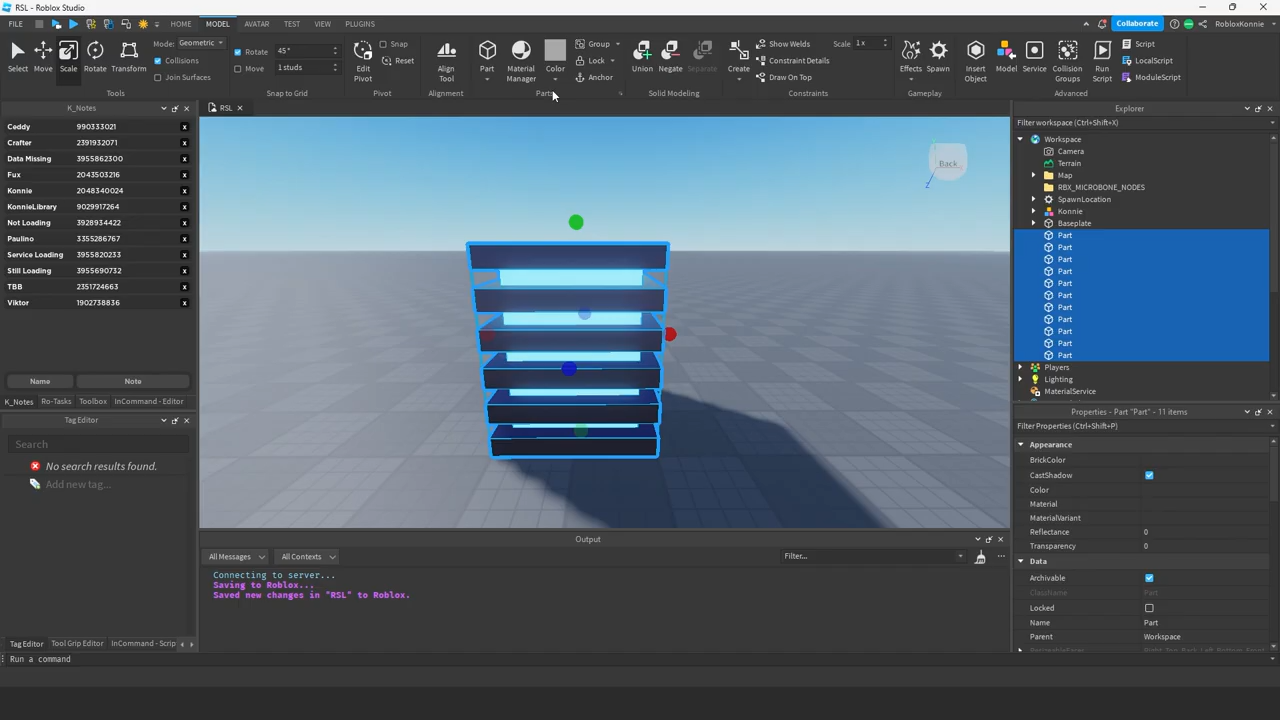 RSL - Roblox Studio
FILE HOME MODEL AVATAR TEST VIEW PLUGINS Collaborate RobloxKonnie
Select Move Scale Rotate Transform
Mode: Geometric
Collisions
Join Surfaces
Rotate 45 °
Move 1 studs
Edit Pivot
Snap
Reset
Align Tool
Part
Material Manager
Color
Group
Lock
Anchor
Union Negate Separate
Create
Show Welds
Constraint Details
Draw On Top
Scale 1x
Effects Spawn
Insert Object
Model Service
Collision Groups
Run Script
Script
LocalScript
ModuleScript
Tools Snap to Grid Pivot Alignment Parts Solid Modeling Constraints Gameplay Advanced
K_Notes
Ceddy 990333021 x
Crafter 2391932071 x
Data Missing 3955862300 x
Fux 2043503216 x
Konnie 2048340024 x
KonnieLibrary 9029917264 x
Not Loading 3928934422 x
Paulino 3355286767 x
Service Loading 3955820233 x
Still Loading 3955690732 x
TBB 2351724663 x
Viktor 1902738836 x
Name Note
K_Notes Ro-Tasks Toolbox InCommand - Editor
Tag Editor
Search
No search results found.
Add new tag...
Tag Editor Tool Grip Editor InCommand - Scrip
Run a command
RSL
Back
Z
Output
All Messages All Contexts Filter...
Connecting to server...
Saving to Roblox...
Saved new changes in "RSL" to Roblox.
Explorer
Filter workspace (Ctrl+Shift+X)
Workspace
Camera
Terrain
Map
RBX_MICROBONE_NODES
SpawnLocation
Konnie
Baseplate
Part
Part
Part
Part
Part
Part
Part
Part
Part
Part
Part
Players
Lighting
MaterialService
Properties - Part "Part" - 11 items
Filter Properties (Ctrl+Shift+P)
Appearance
BrickColor
CastShadow
Color
Material
MaterialVariant
Reflectance 0
Transparency 0
Data
Archivable
ClassName Part
Locked
Name Part
Parent Workspace